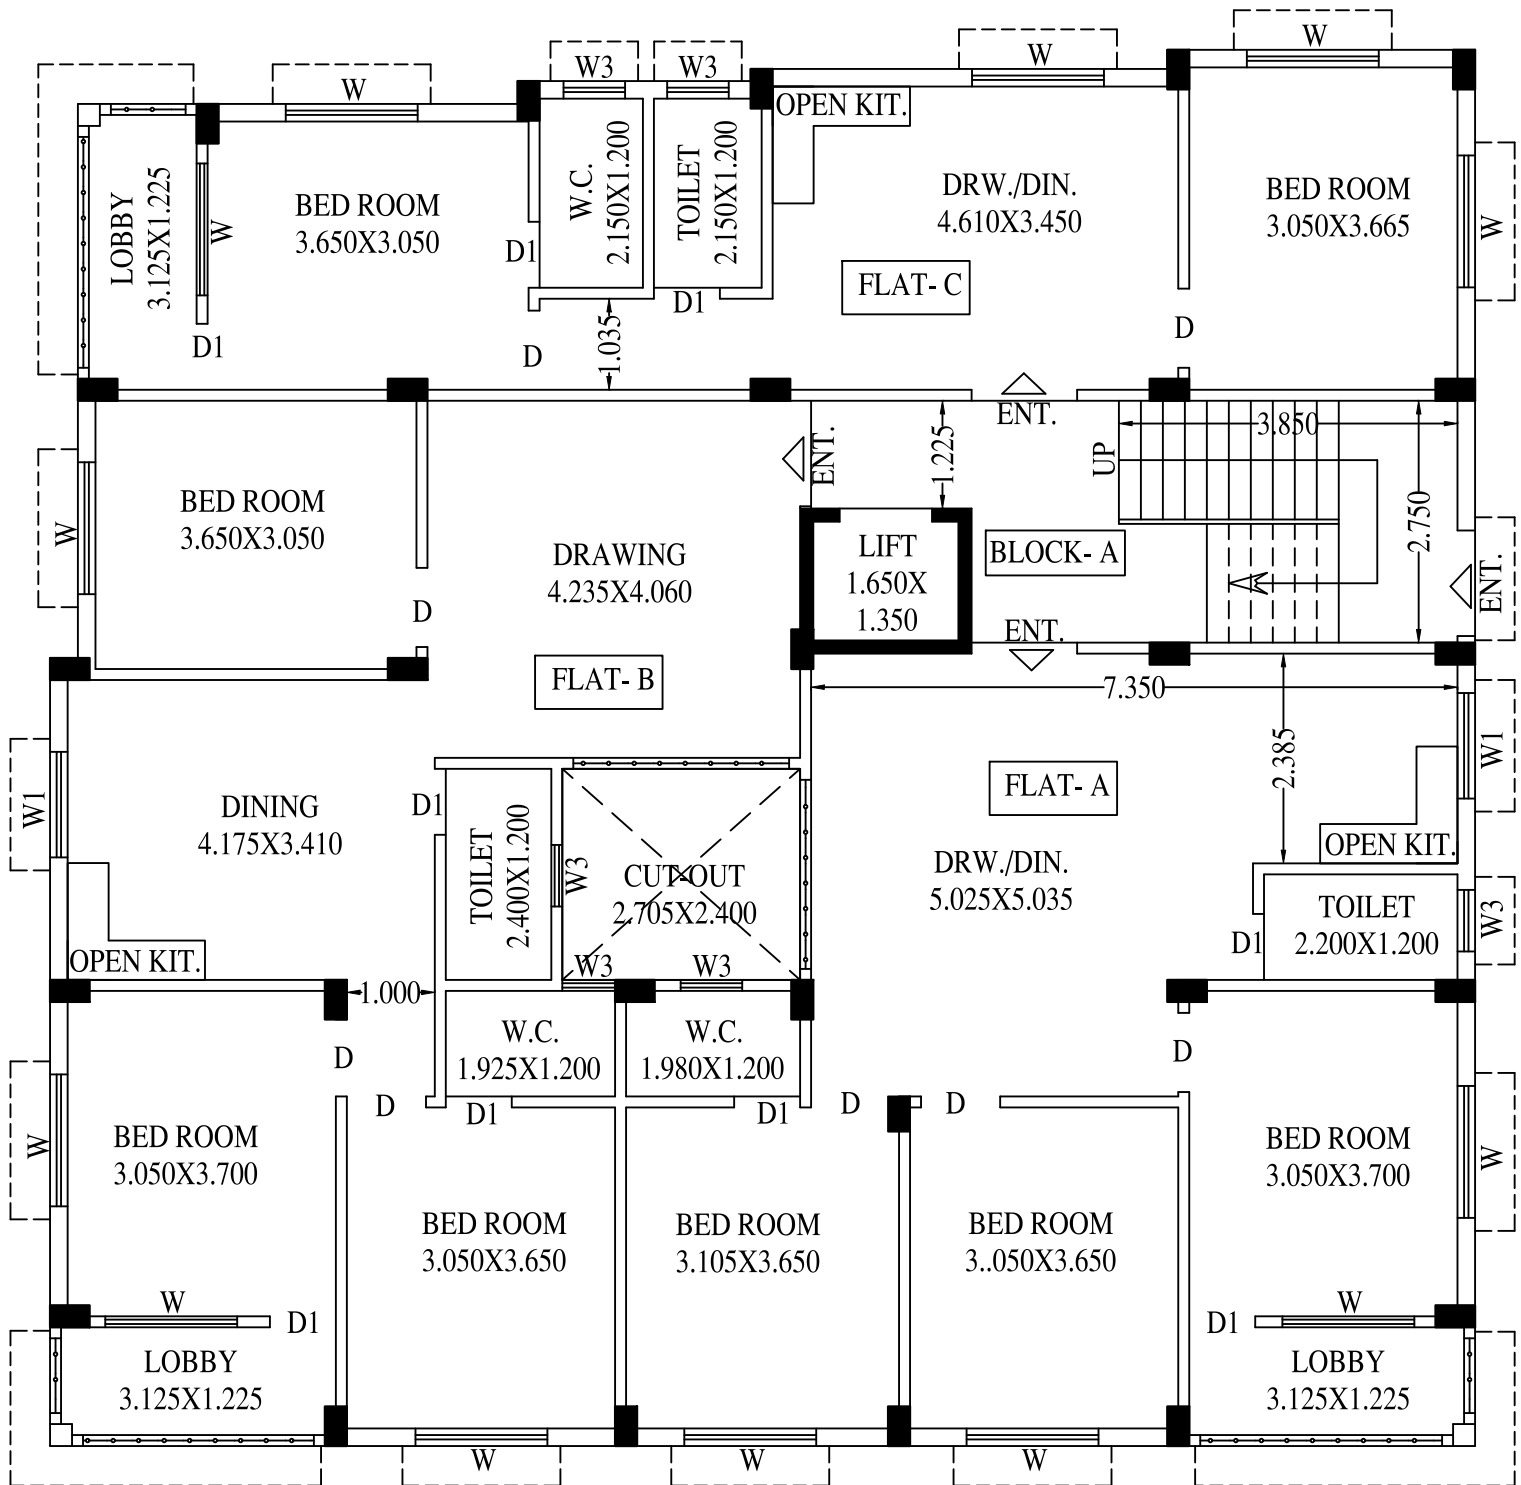 W3
W3
W
W
W
OPEN KIT.
LOBBY
3.125X1.225
W
BED ROOM
3.650X3.050
D1
W.C.
2.150X1.200
TOILET
2.150X1.200
DRW./DIN.
4.610X3.450
BED ROOM
3.050X3.665
W
FLAT- C
D1
D1
D
1.035
D
ENT.
ENT.
1.225
UP
3.850
2.750
BED ROOM
3.650X3.050
W
DRAWING
4.235X4.060
LIFT
1.650X
1.350
BLOCK- A
ENT.
D
ENT.
FLAT- B
7.350
2.385
W1
FLAT- A
W1
DINING
4.175X3.410
D1
TOILET
2.400X1.200
W3
CUT-OUT
2.705X2.400
DRW./DIN.
5.025X5.035
OPEN KIT.
TOILET
2.200X1.200
W3
D1
OPEN KIT.
W3
W3
1.000
W.C.
1.925X1.200
W.C.
1.980X1.200
D
D
D
D1
D1
D
D
W
BED ROOM
3.050X3.700
BED ROOM
3.050X3.700
W
BED ROOM
3.050X3.650
BED ROOM
3.105X3.650
BED ROOM
3..050X3.650
W
D1
D1
W
LOBBY
3.125X1.225
LOBBY
3.125X1.225
W
W
W